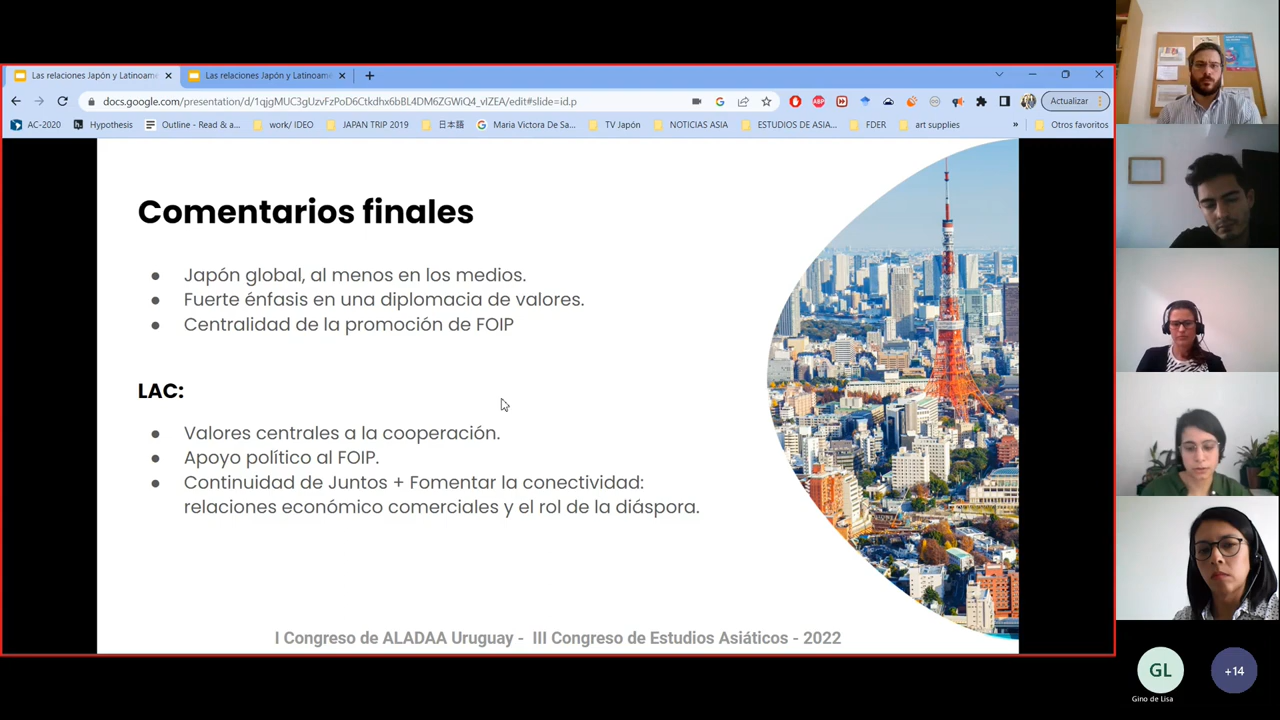 Las relaciones Japón y Latinoam
Las relaciones Japón y Latinoam
docs.google.com/presentation/d/1qjgMUC3gUzvFzPoD6Ctkdhx6bBL4DM6ZGWiQ4_vIZEA/edit#slide=id.p
ABP
Actualizar
AC-2020
Hypothesis
Outline - Read & a...
work/ IDEO
JAPAN TRIP 2019
日本語
Maria Victora De Sa...
TV Japón
NOTICIAS ASIA
ESTUDIOS DE ASIA...
FDER
art supplies
»
Otros favoritos
Comentarios finales
● Japón global, al menos en los medios.
● Fuerte énfasis en una diplomacia de valores.
● Centralidad de la promoción de FOIP
LAC:
● Valores centrales a la cooperación.
● Apoyo político al FOIP.
● Continuidad de Juntos + Fomentar la conectividad:
relaciones económico comerciales y el rol de la diáspora.
I Congreso de ALADAA Uruguay - III Congreso de Estudios Asiáticos - 2022
GL
Gino de Lisa
+14